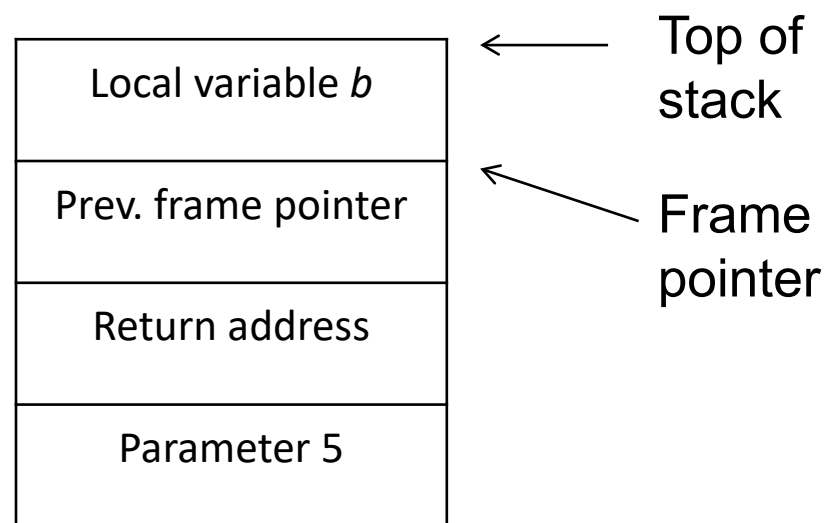 Local variable b
Top of
stack
Prev. frame pointer
Frame
pointer
Return address
Parameter 5